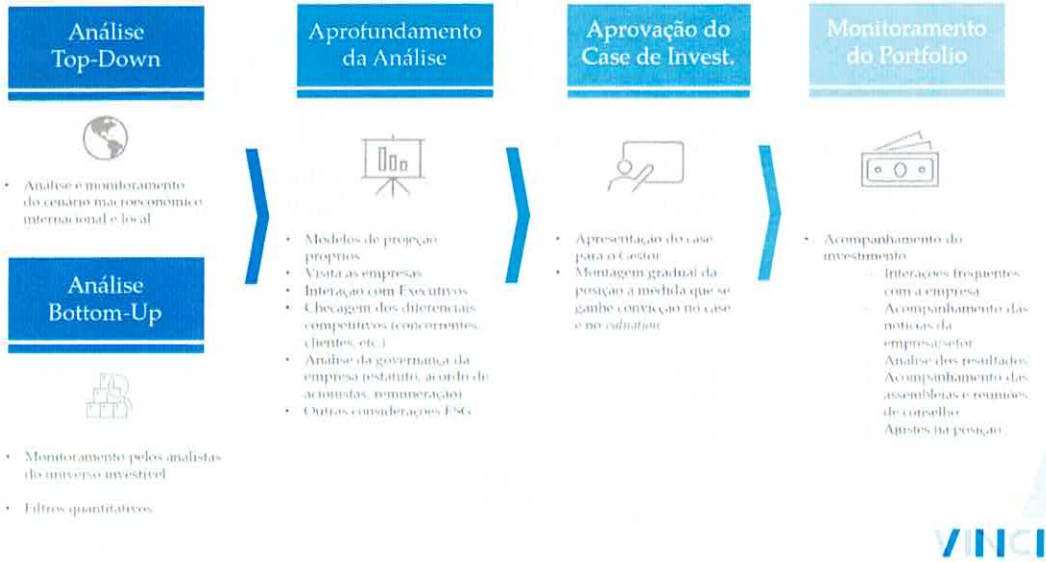 Análise
Top-Down
• Análise e monitoramento
do cenário macroeconômico
internacional e local
Análise
Bottom-Up
• Monitoramento pelos analistas
do universo investível
• Filtros quantitativos
Aprofundamento
da Análise
• Modelos de projeção
próprios
• Visita as empresas
• Interação com Executivos
• Checagem dos diferenciais
competitivos (concorrentes,
clientes, etc.)
• Análise da governança da
empresa (estatuto, acordo de
acionistas, remuneração)
• Outras considerações ESG
Aprovação do
Case de Invest.
• Apresentação do case
para o Gestor
• Montagem gradual da
posição a medida que se
ganhe convicção no case
e no valuation
Monitoramento
do Portfolio
• Acompanhamento do
investimento
Interações frequentes
com a empresa
Acompanhamento das
notícias da
empresa/setor
Análise dos resultados
Acompanhamento das
assembleias e reuniões
de conselho
Ajustes na posição
VINCI